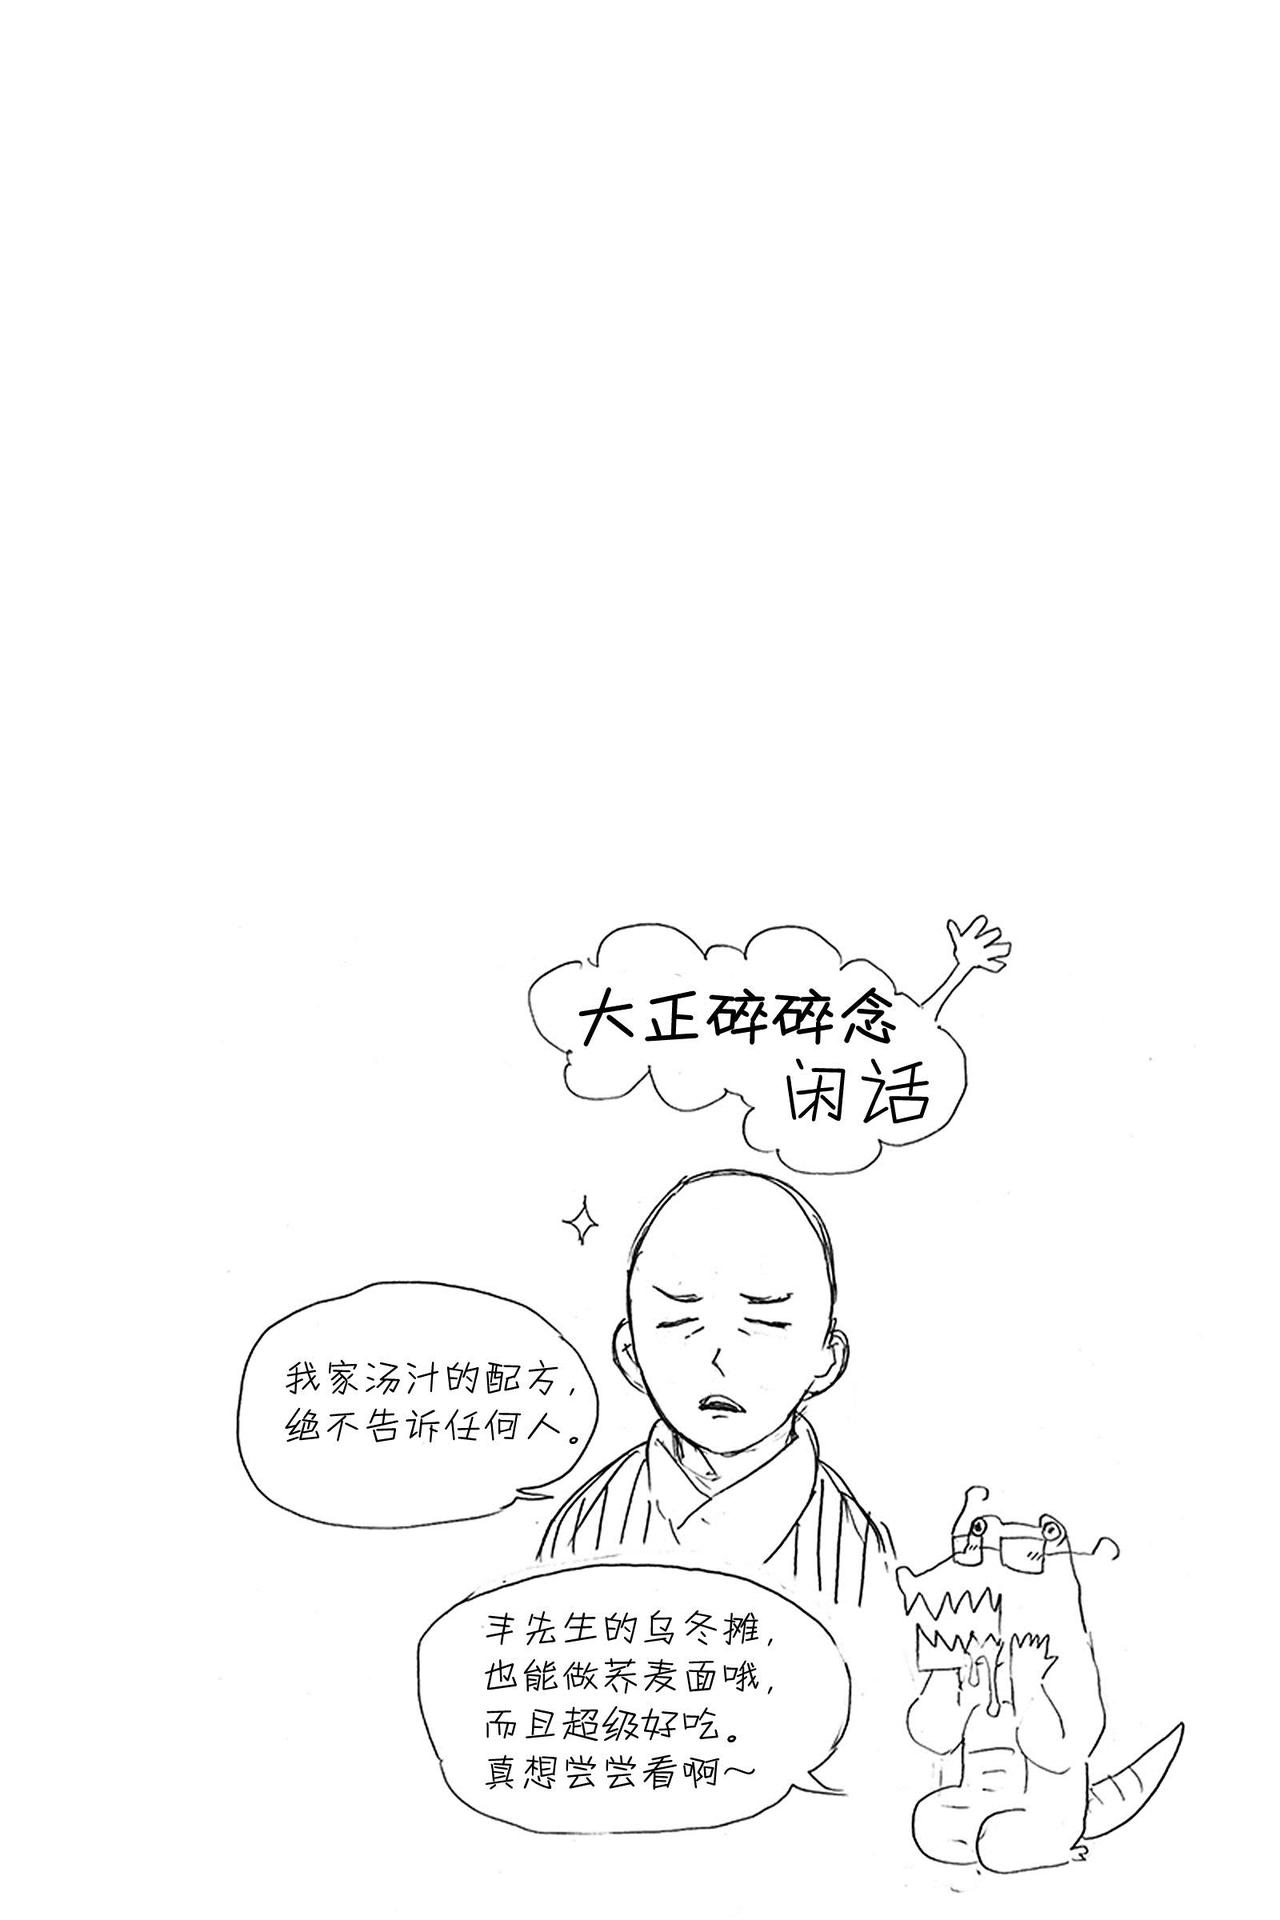 大正碎碎念
闲话
我家汤汁的配方，
绝不告诉任何人。
丰先生的乌冬摊，
也能做荞麦面哦，
而且超级好吃。
真想尝尝看啊～